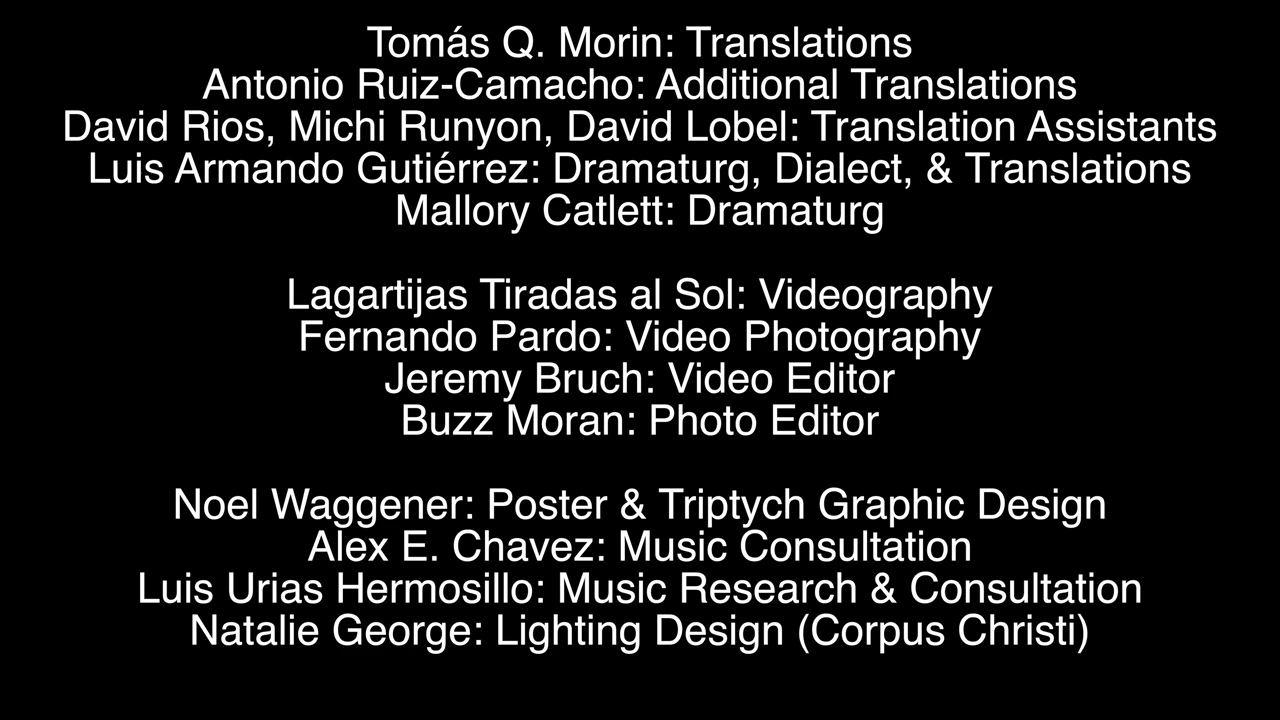 Tomás Q. Morin: Translations
Antonio Ruiz-Camacho: Additional Translations
David Rios, Michi Runyon, David Lobel: Translation Assistants
Luis Armando Gutiérrez: Dramaturg, Dialect, & Translations
Mallory Catlett: Dramaturg
Lagartijas Tiradas al Sol: Videography
Fernando Pardo: Video Photography
Jeremy Bruch: Video Editor
Buzz Moran: Photo Editor
Noel Waggener: Poster & Triptych Graphic Design
Alex E. Chavez: Music Consultation
Luis Urias Hermosillo: Music Research & Consultation
Natalie George: Lighting Design (Corpus Christi)